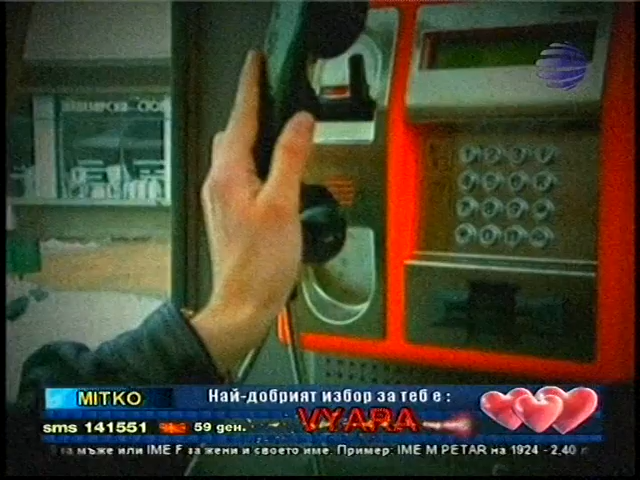 MITKO
Най-добрият избор за теб е :
VYARA
sms 141551 59 ден.
за мъже или IME F за жени и своето име. Пример: IME M PETAR на 1924 - 2,40